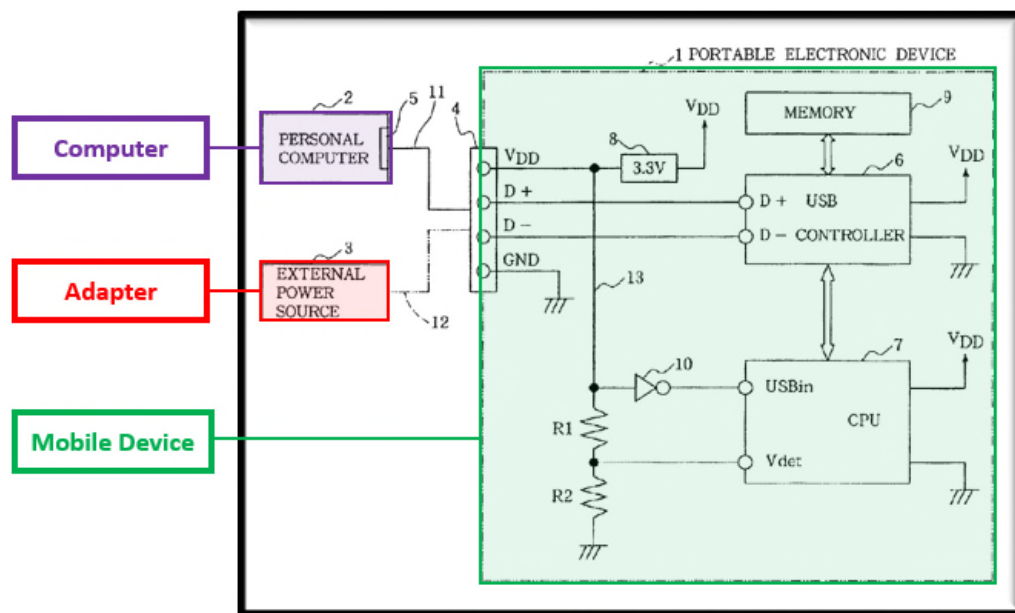 1 PORTABLE ELECTRONIC DEVICE
2
5
11
4
Computer
PERSONAL
COMPUTER
VDD
8
3.3V
VDD
MEMORY
9
6
VDD
D+
D+ USB
D-
D- CONTROLLER
GND
3
Adapter
EXTERNAL
POWER
SOURCE
12
13
7
VDD
10
USBin
CPU
Mobile Device
R1
Vdet
R2